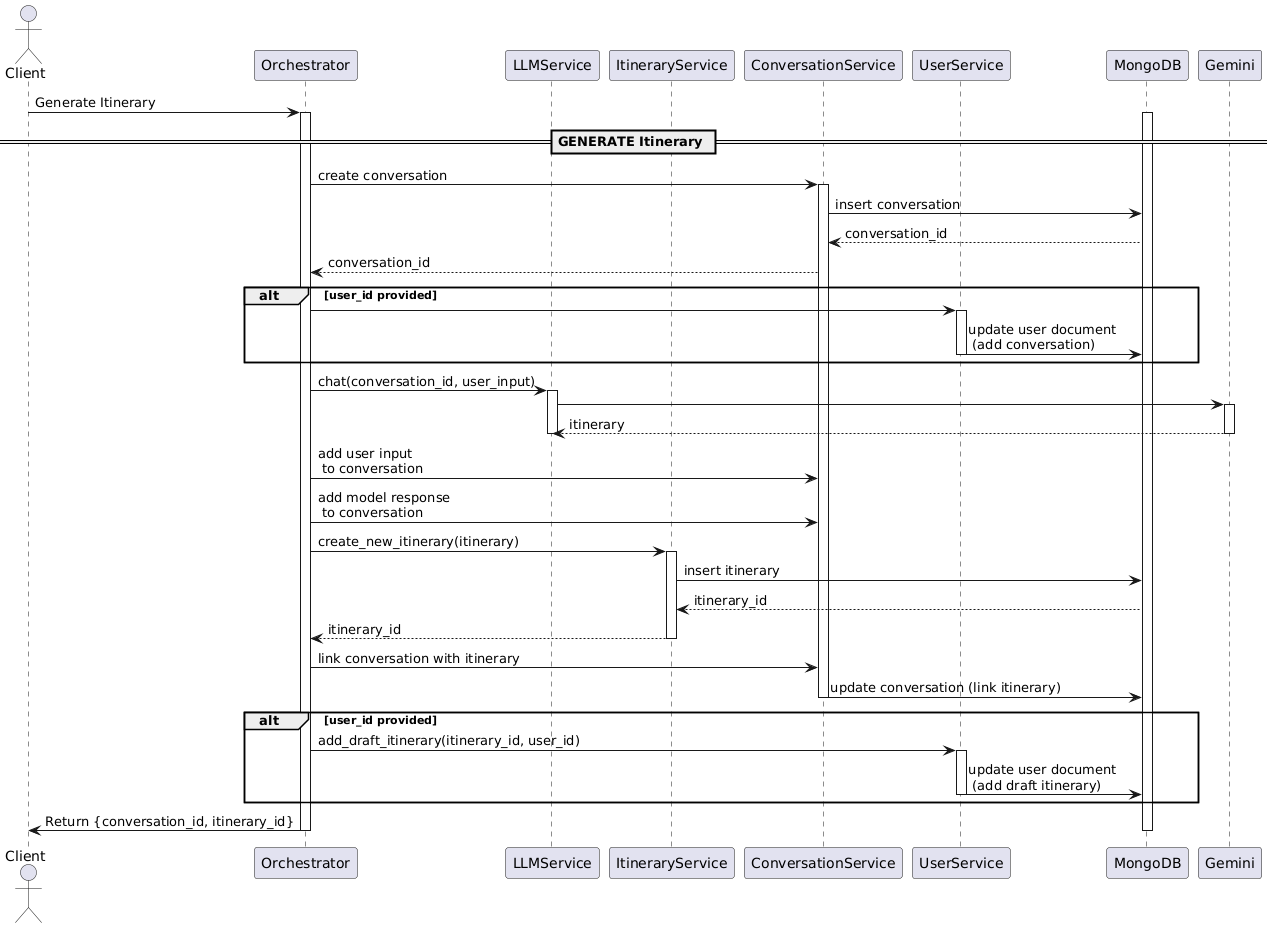 Client
Orchestrator
LLMService
ItineraryService
ConversationService
UserService
MongoDB
Gemini
Generate Itinerary
GENERATE Itinerary
create conversation
insert conversation
conversation_id
conversation_id
alt
[user_id provided]
update user document
(add conversation)
chat(conversation_id, user_input)
itinerary
add user input
to conversation
add model response
to conversation
create_new_itinerary(itinerary)
insert itinerary
itinerary_id
itinerary_id
link conversation with itinerary
update conversation (link itinerary)
alt
[user_id provided]
add_draft_itinerary(itinerary_id, user_id)
update user document
(add draft itinerary)
Return {conversation_id, itinerary_id}
Client
Orchestrator
LLMService
ItineraryService
ConversationService
UserService
MongoDB
Gemini